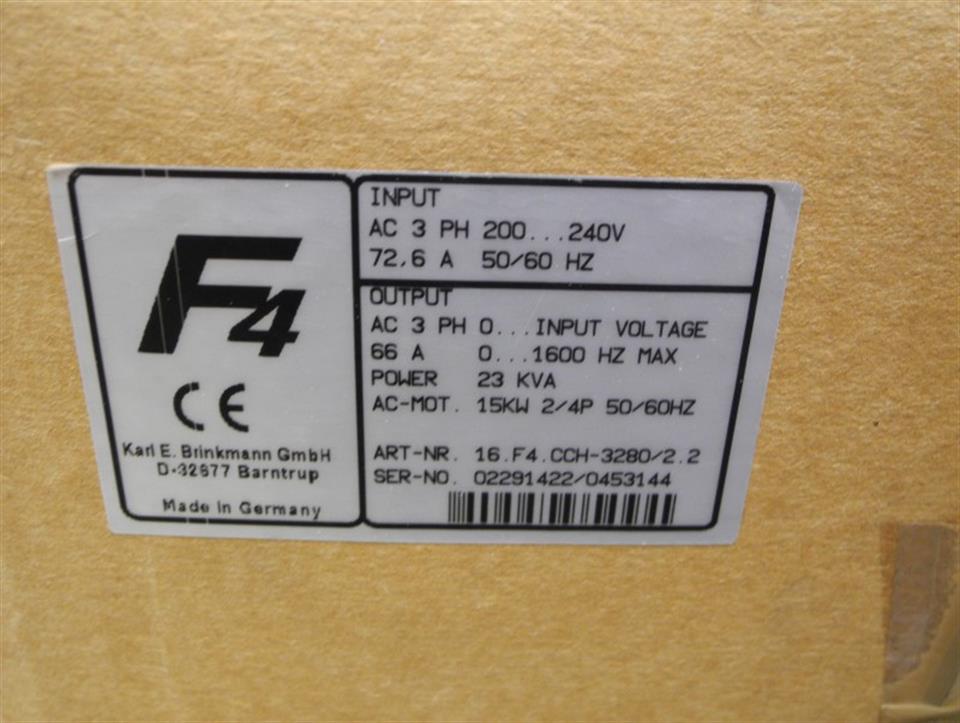 F4
CE
Karl E. Brinkmann GmbH
D-32677 Barntrup
Made in Germany
INPUT
AC 3 PH 200...240V
72,6 A 50/60 HZ
OUTPUT
AC 3 PH 0...INPUT VOLTAGE
66 A 0...1600 HZ MAX
POWER 23 KVA
AC-MOT. 15KW 2/4P 50/60HZ
ART-NR. 16.F4.CCH-3280/2.2
SER-NO. 02291422/0453144